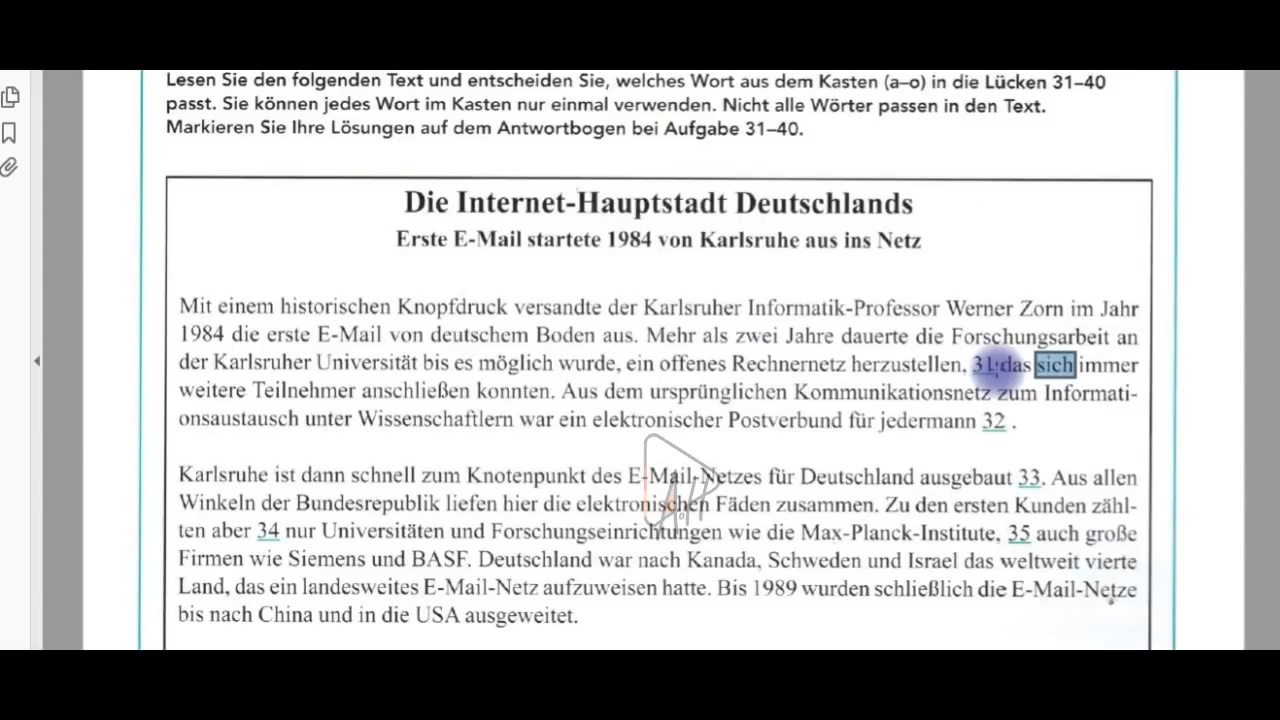 Lesen Sie den folgenden Text und entscheiden Sie, welches Wort aus dem Kasten (a–o) in die Lücken 31–40
passt. Sie können jedes Wort im Kasten nur einmal verwenden. Nicht alle Wörter passen in den Text.
Markieren Sie Ihre Lösungen auf dem Antwortbogen bei Aufgabe 31–40.
Die Internet-Hauptstadt Deutschlands
Erste E-Mail startete 1984 von Karlsruhe aus ins Netz
Mit einem historischen Knopfdruck versandte der Karlsruher Informatik-Professor Werner Zorn im Jahr
1984 die erste E-Mail von deutschem Boden aus. Mehr als zwei Jahre dauerte die Forschungsarbeit an
der Karlsruher Universität bis es möglich wurde, ein offenes Rechnernetz herzustellen, 31 das sich immer
weitere Teilnehmer anschließen konnten. Aus dem ursprünglichen Kommunikationsnetz zum Informati-
onsaustausch unter Wissenschaftlern war ein elektronischer Postverbund für jedermann 32 .
Karlsruhe ist dann schnell zum Knotenpunkt des E-Mail-Netzes für Deutschland ausgebaut 33. Aus allen
Winkeln der Bundesrepublik liefen hier die elektronischen Fäden zusammen. Zu den ersten Kunden zähl-
ten aber 34 nur Universitäten und Forschungseinrichtungen wie die Max-Planck-Institute, 35 auch große
Firmen wie Siemens und BASF. Deutschland war nach Kanada, Schweden und Israel das weltweit vierte
Land, das ein landesweites E-Mail-Netz aufzuweisen hatte. Bis 1989 wurden schließlich die E-Mail-Netze
bis nach China und in die USA ausgeweitet.